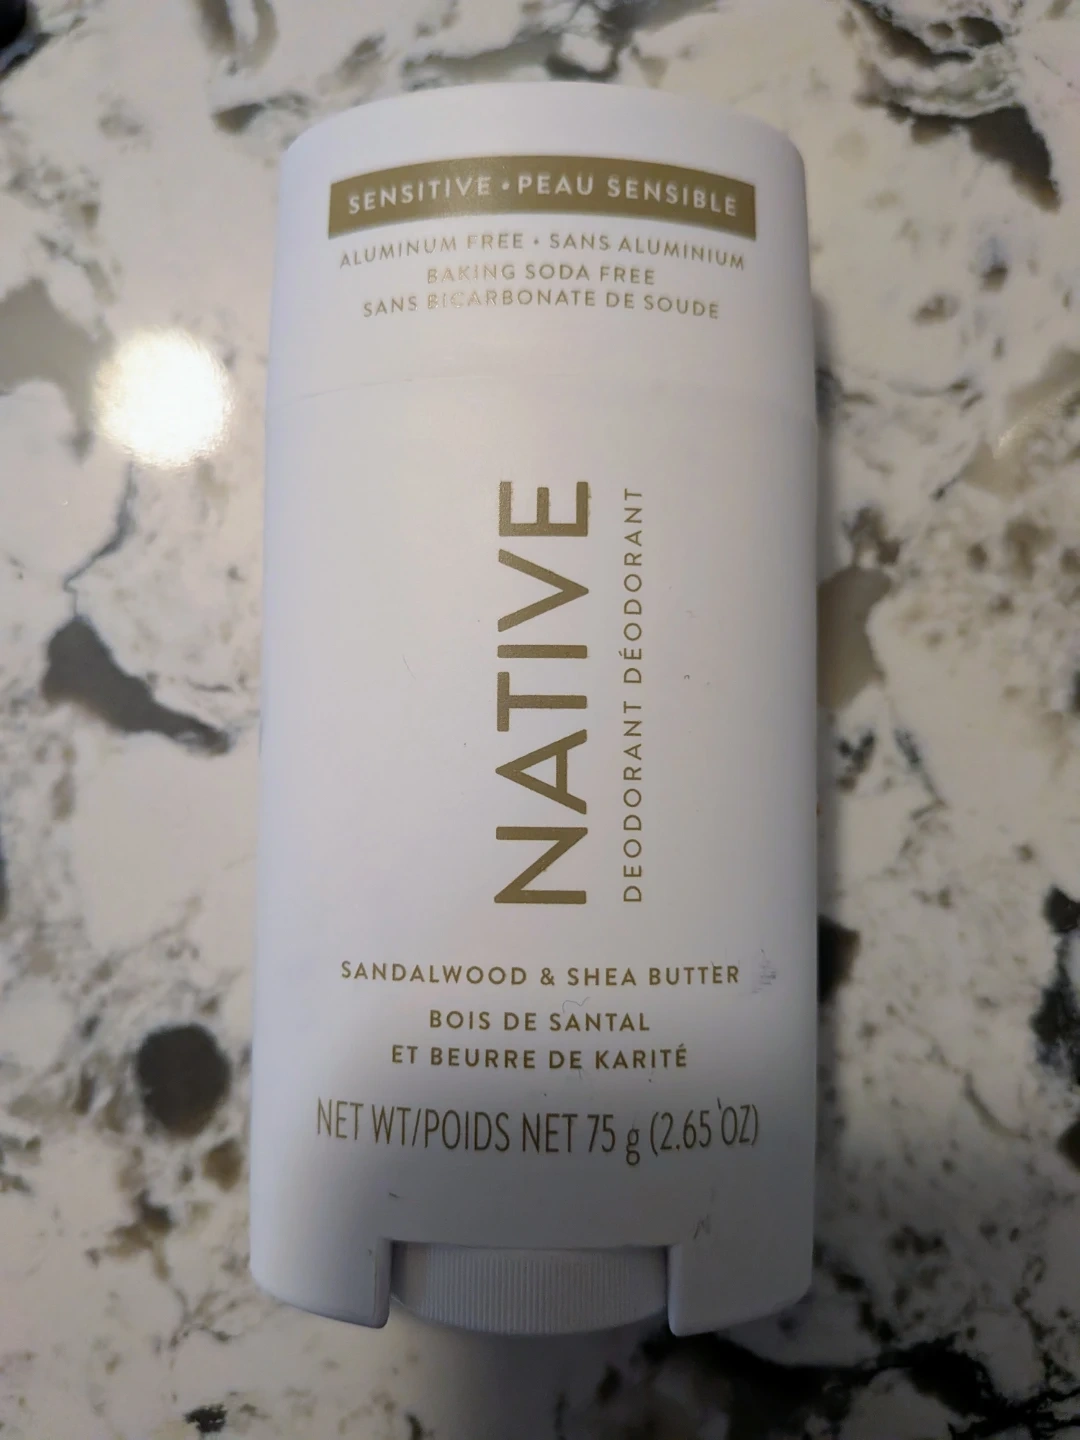 SENSITIVE • PEAU SENSIBLE
ALUMINUM FREE • SANS ALUMINIUM
BAKING SODA FREE
SANS BICARBONATE DE SOUDE
NATIVE
DEODORANT DÉODORANT
SANDALWOOD & SHEA BUTTER
BOIS DE SANTAL
ET BEURRE DE KARITÉ
NET WT/POIDS NET 75 g (2.65 OZ)